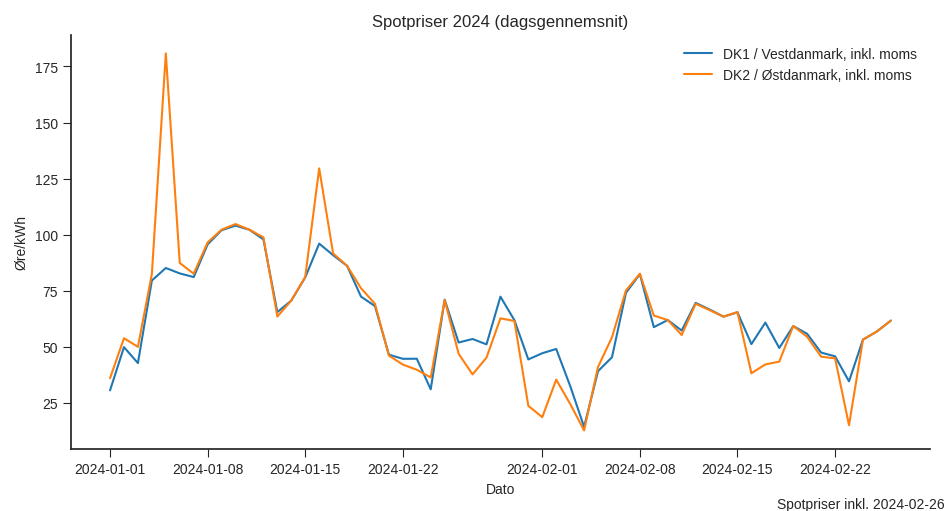 Spotpriser 2024 (dagsgennemsnit)
DK1 / Vestdanmark, inkl. moms
DK2 / Østdanmark, inkl. moms
Øre/kWh
175
150
125
100
75
50
25
2024-01-01 2024-01-08 2024-01-15 2024-01-22 2024-02-01 2024-02-08 2024-02-15 2024-02-22
Dato
Spotpriser inkl. 2024-02-26